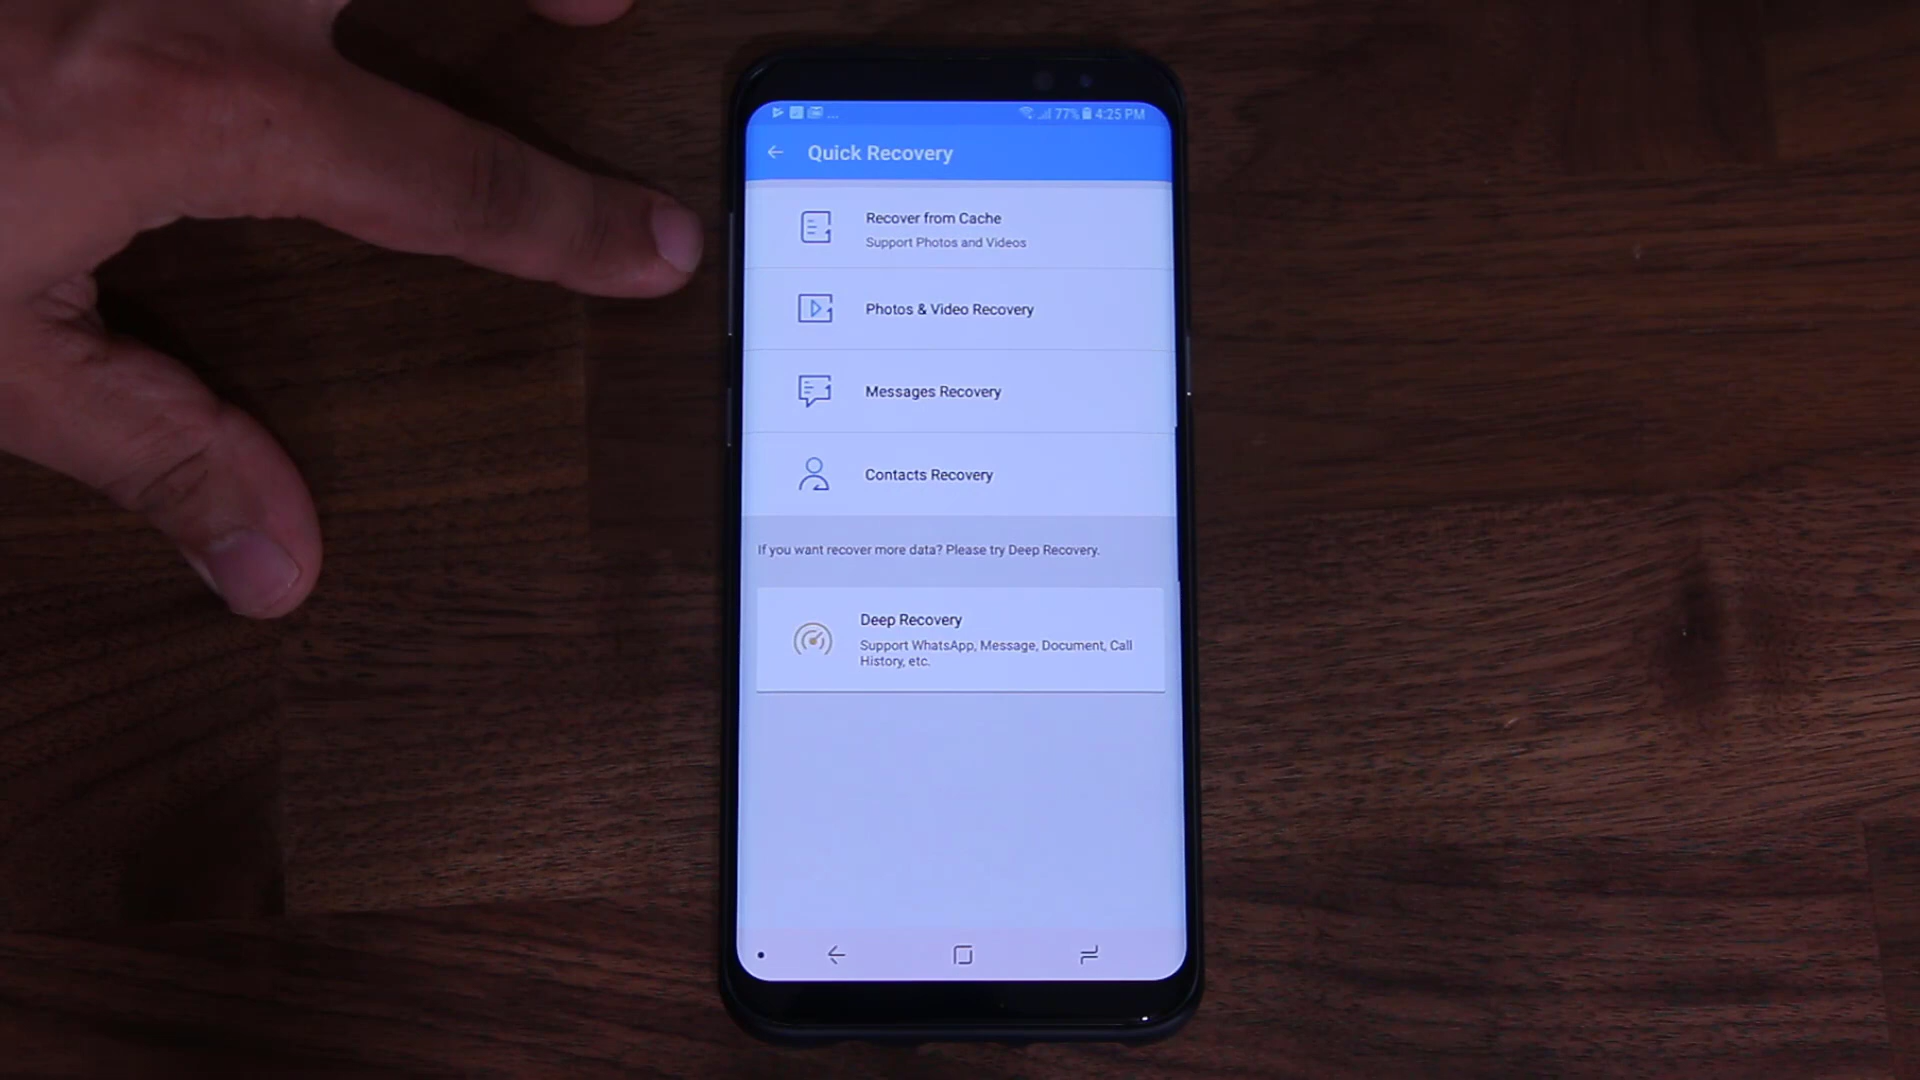 77% 4:25 PM
Quick Recovery
Recover from Cache
Support Photos and Videos
Photos & Video Recovery
Messages Recovery
Contacts Recovery
If you want recover more data? Please try Deep Recovery.
Deep Recovery
Support WhatsApp, Message, Document, Call
History, etc.